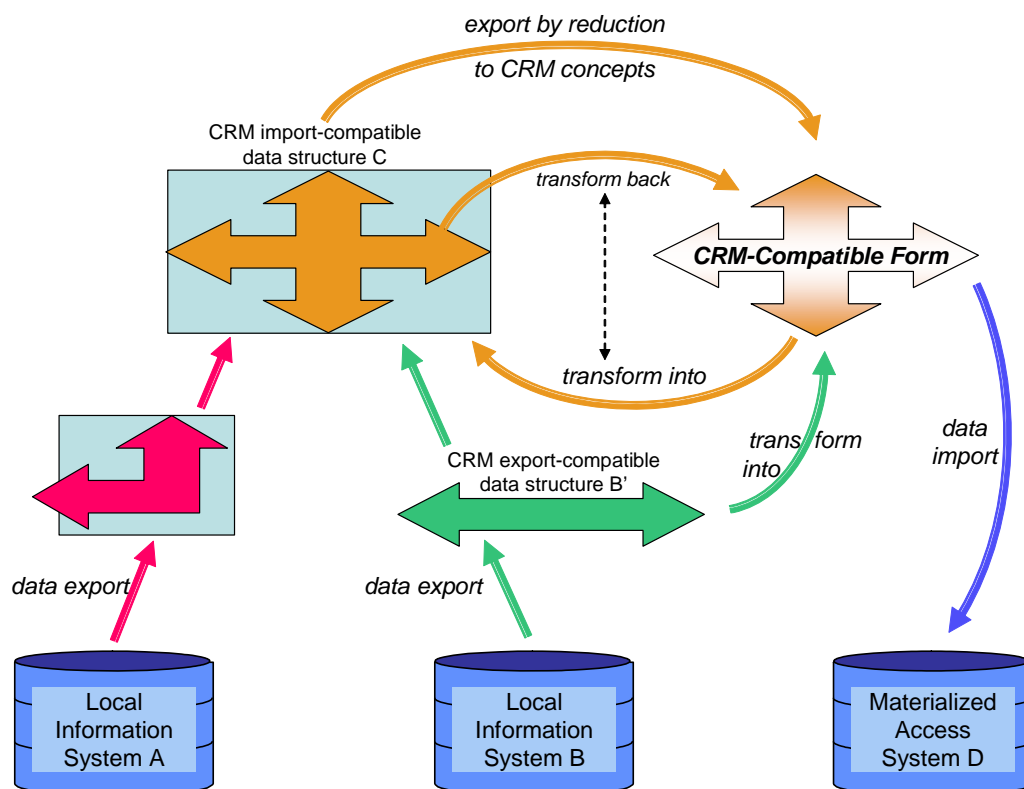 export by reduction
to CRM concepts
CRM import-compatible
data structure C
transform back
CRM-Compatible Form
transform into
data
import
trans form
into
CRM export-compatible
data structure B'
data export
data export
Local
Information
System A
Local
Information
System B
Materialized
Access
System D